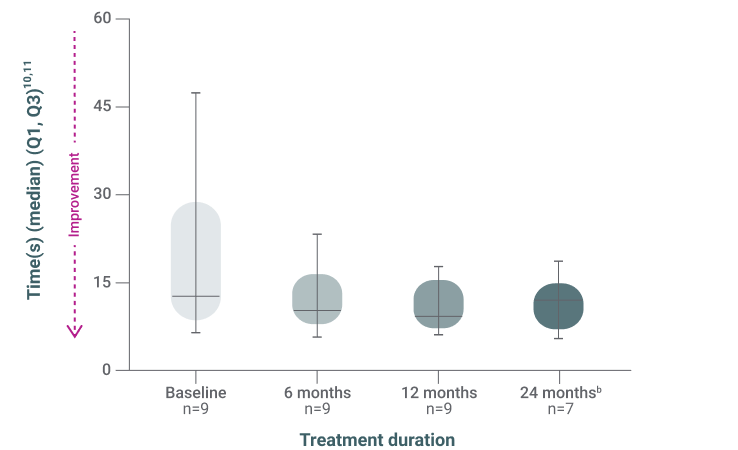 Time(s) (median) (Q1, Q3)10,11
Improvement
60
45
30
15
0
Baseline
n=9
6 months
n=9
12 months
n=9
24 monthsb
n=7
Treatment duration